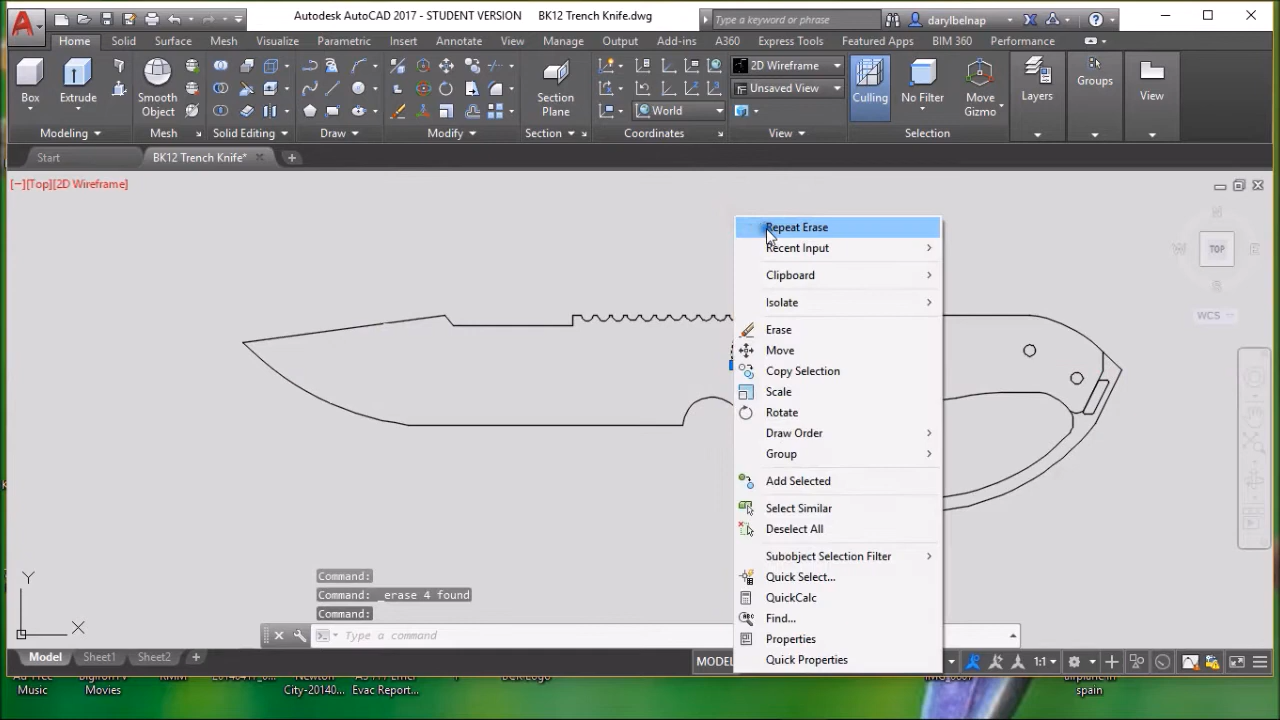 Autodesk AutoCAD 2017 - STUDENT VERSION BK12 Trench Knife.dwg
Type a keyword or phrase
darylbelnap
Home Solid Surface Mesh Visualize Parametric Insert Annotate View Manage Output Add-ins A360 Express Tools Featured Apps BIM 360 Performance
2D Wireframe
Unsaved View
World
Box Extrude Smooth Object Section Plane Culling No Filter Move Gizmo Layers Groups View
Modeling Mesh Solid Editing Draw Modify Section Coordinates View Selection
Start BK12 Trench Knife*
[−][Top][2D Wireframe]
N
W TOP E
S
WCS
Repeat Erase
Recent Input
Clipboard
Isolate
Erase
Move
Copy Selection
Scale
Rotate
Draw Order
Group
Add Selected
Select Similar
Deselect All
Subobject Selection Filter
Quick Select...
QuickCalc
Find...
Properties
Quick Properties
Y
X
Command:
Command: _erase 4 found
Command:
Type a command
Model Sheet1 Sheet2 +
MODEL
1:1
Music
Movies
City-20140...
Evac Report...
spain